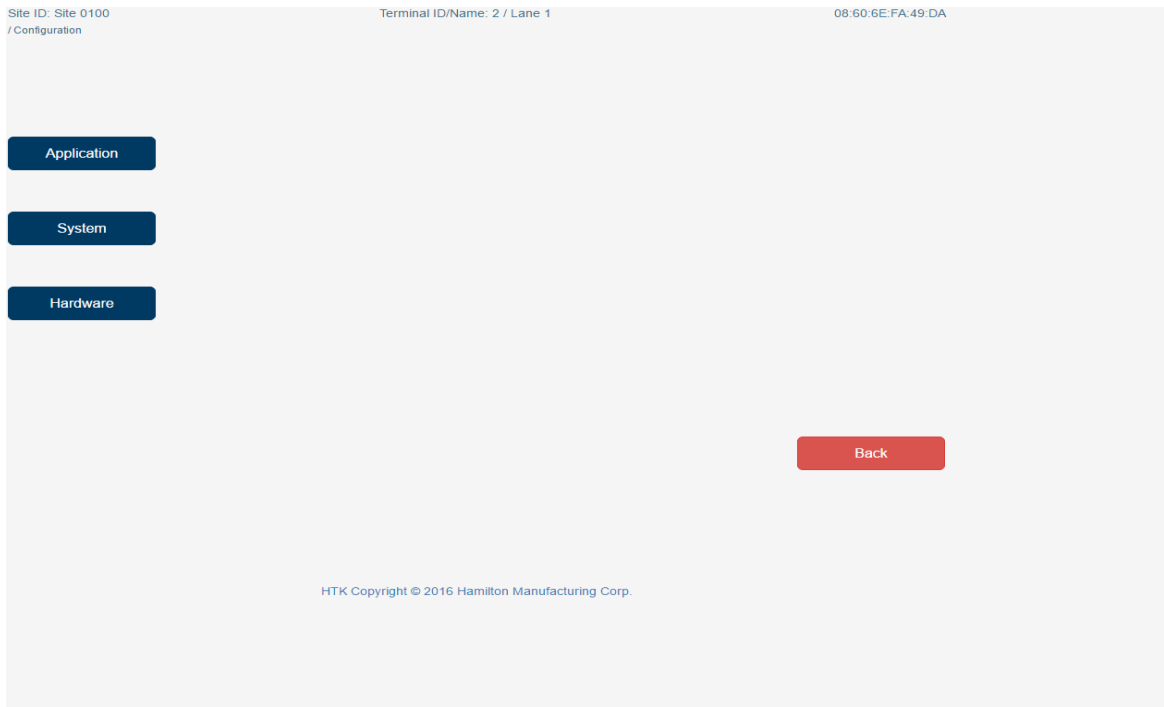 Site ID: Site 0100 Terminal ID/Name: 2 / Lane 1 08:60:6E:FA:49:DA
/ Configuration
Application
System
Hardware
Back
HTK Copyright © 2016 Hamilton Manufacturing Corp.